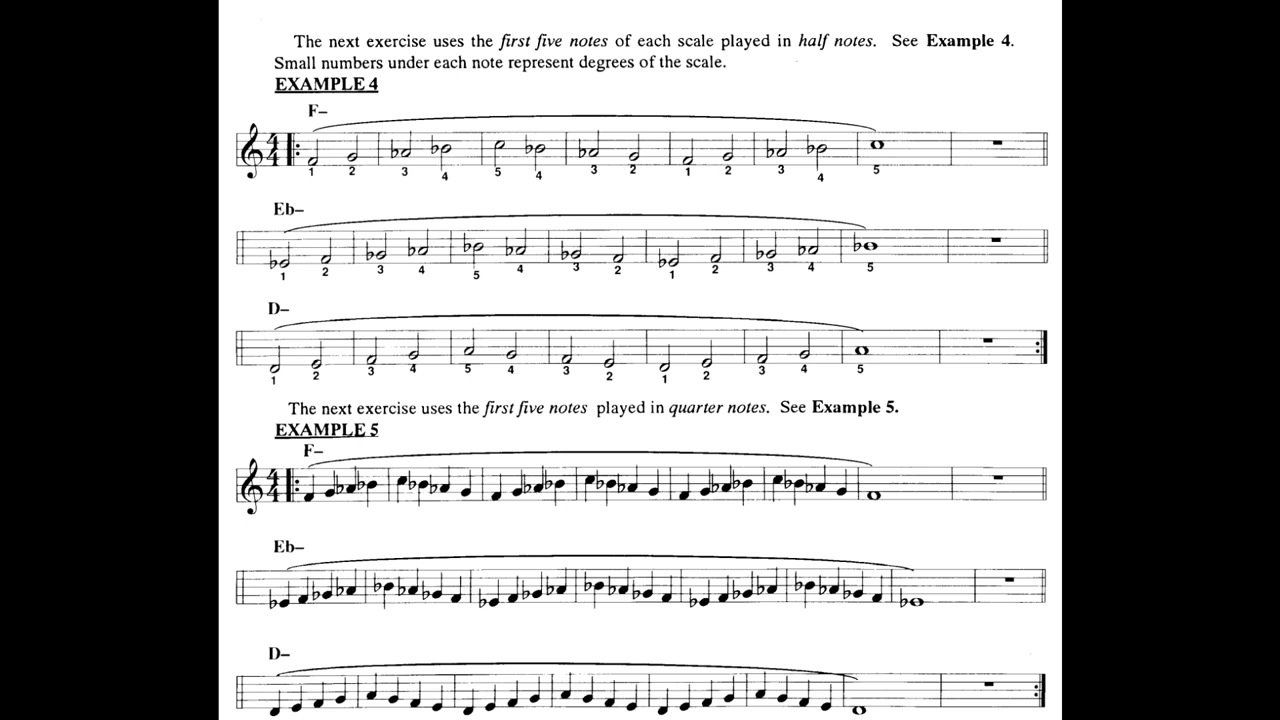 The next exercise uses the first five notes of each scale played in half notes. See Example 4.
Small numbers under each note represent degrees of the scale.
EXAMPLE 4
F–
4
4
1 2 3 4 5 4 3 2 1 2 3 4 5
Eb–
1 2 3 4 5 4 3 2 1 2 3 4 5
D–
1 2 3 4 5 4 3 2 1 2 3 4 5
The next exercise uses the first five notes played in quarter notes. See Example 5.
EXAMPLE 5
F–
4
4
Eb–
D–